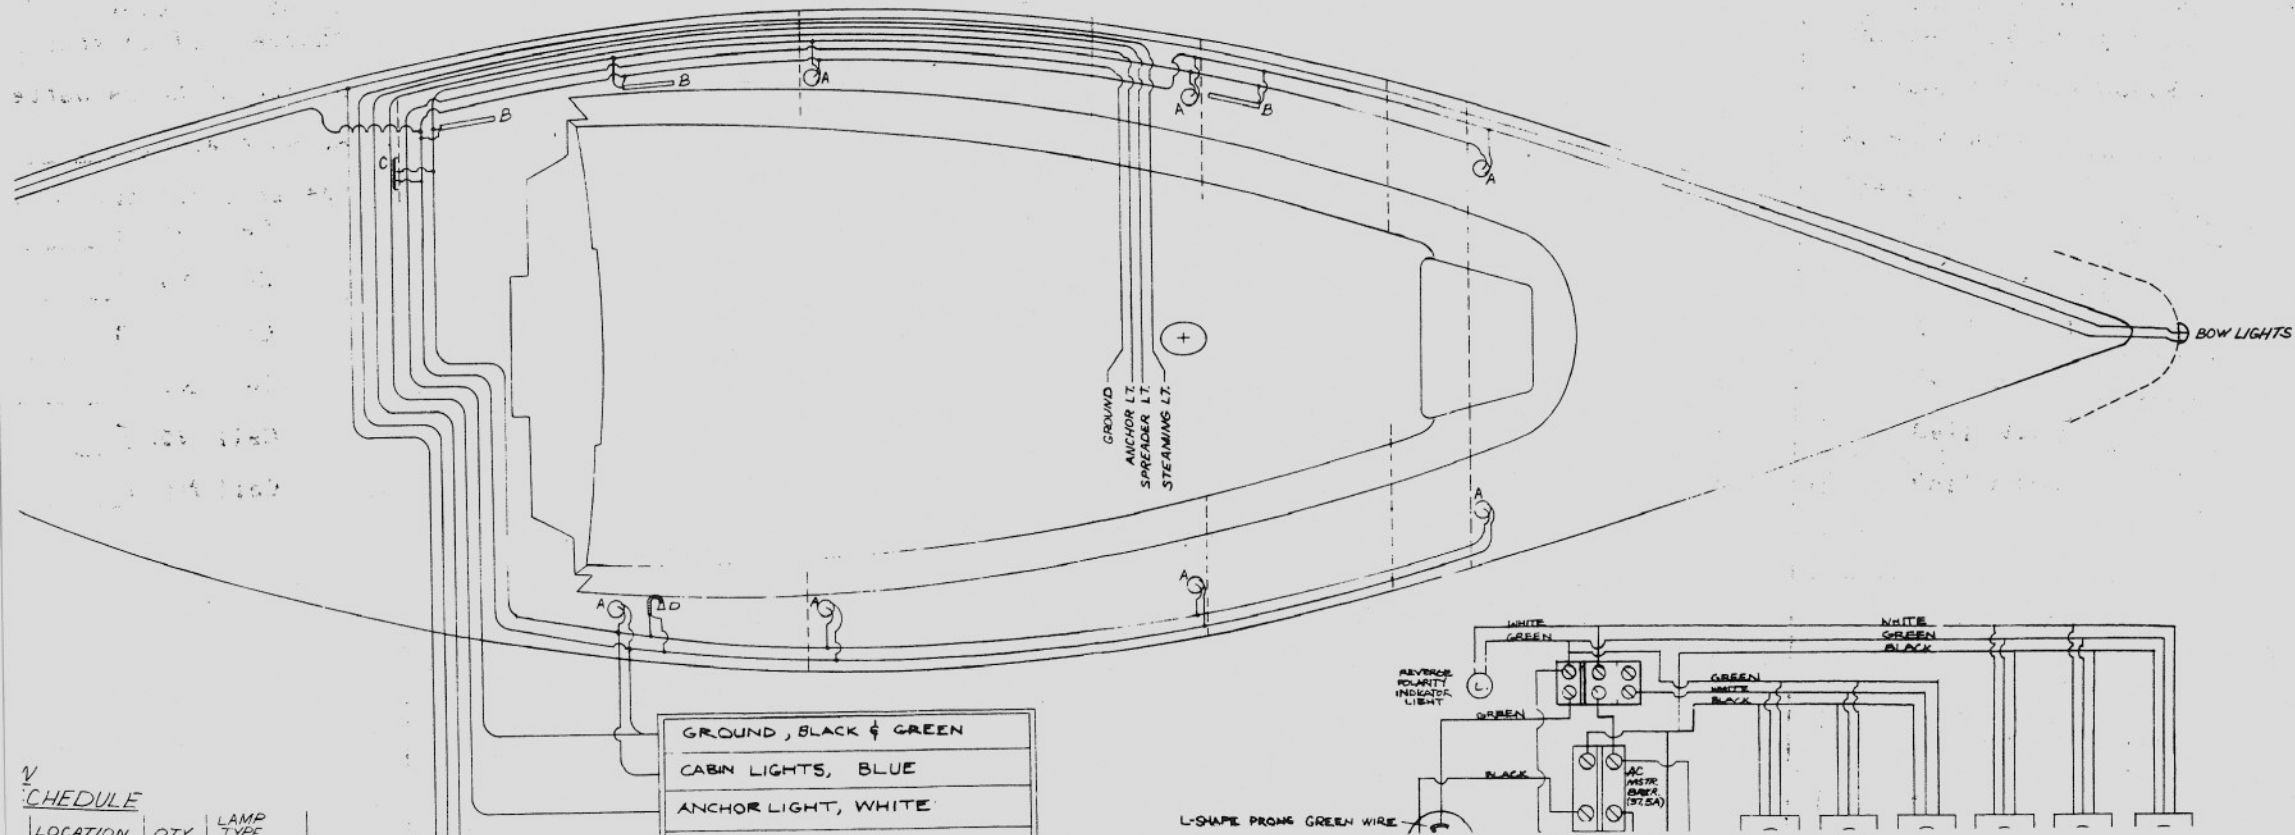 B
A
B
A
B
C
A
BOW LIGHTS
GROUND
ANCHOR LT.
SPREADER LT.
STEAMING LT.
A
A
A
D
A
WHITE
GREEN
WHITE
GREEN
BLACK
REVERSE
POLARITY
INDICATOR
LIGHT
L
GREEN
WHITE
BLACK
GREEN
GROUND, BLACK & GREEN
CABIN LIGHTS, BLUE
ANCHOR LIGHT, WHITE
BLACK
AC
MSTR.
BRKR.
(37.5A)
L-SHAPE PRONG GREEN WIRE
CHEDULE
LOCATION
QTY
LAMP
TYPE